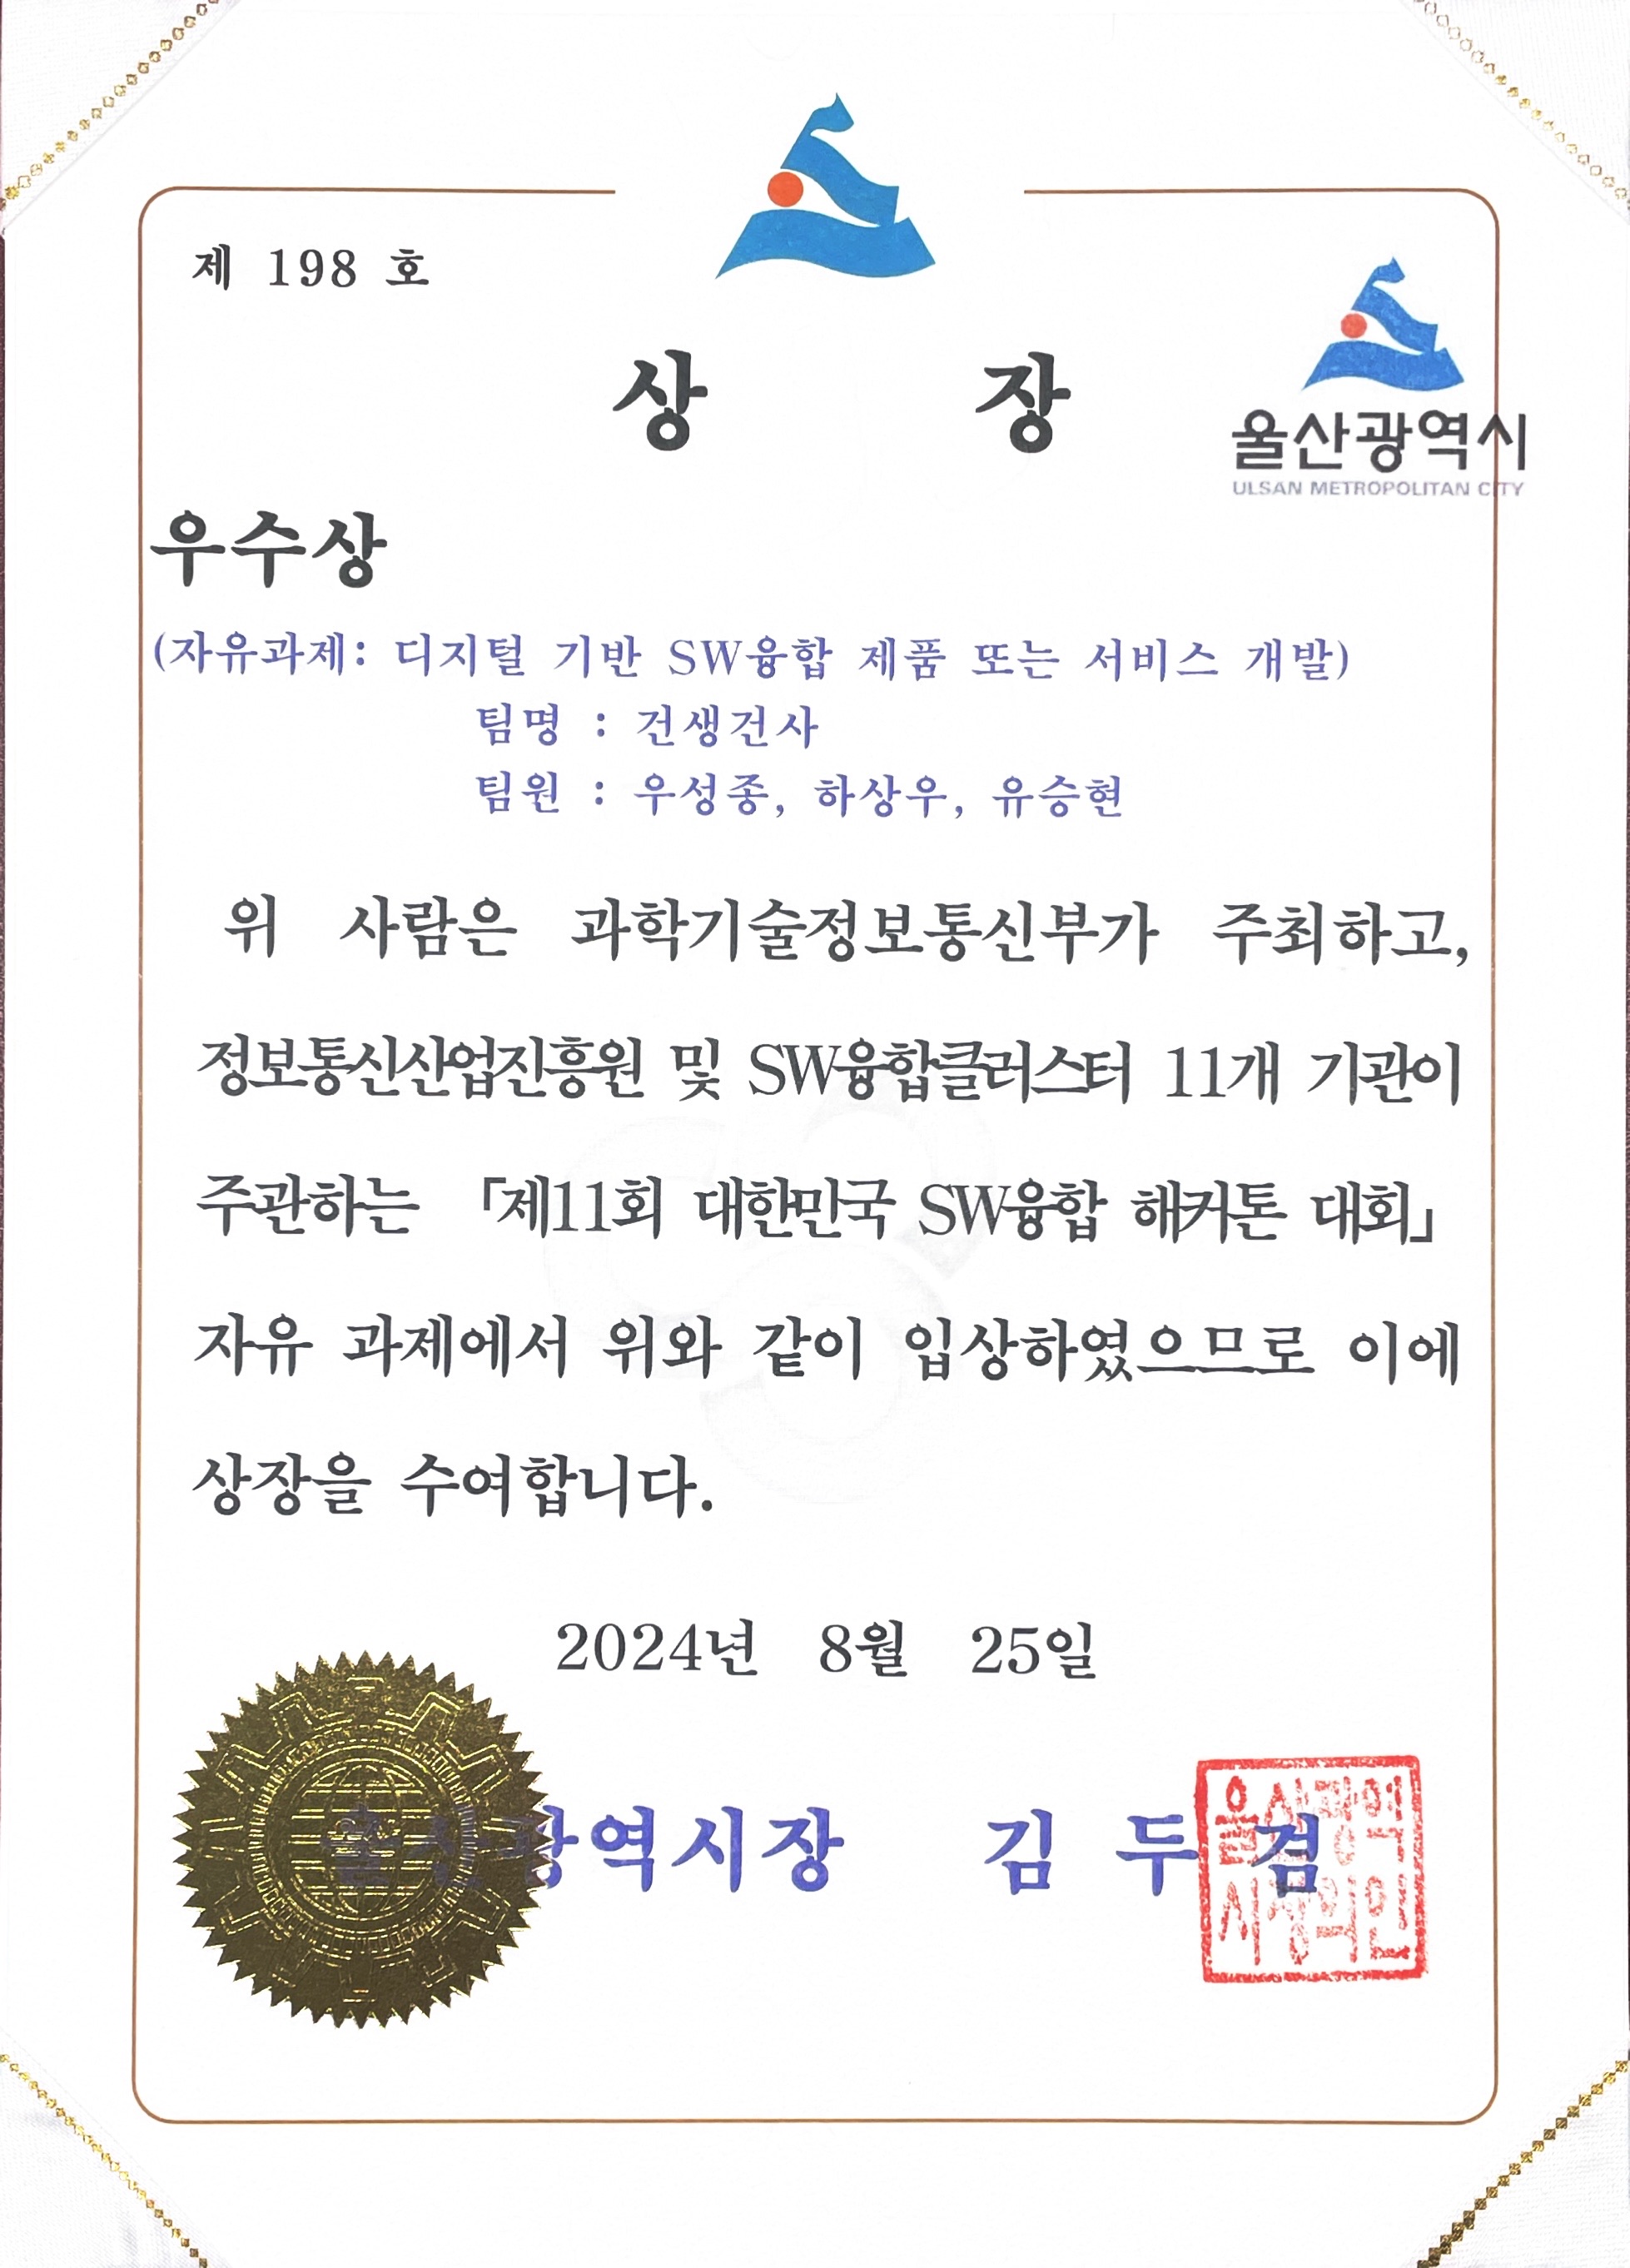 제 198 호
상 장
울산광역시
ULSAN METROPOLITAN CITY
우수상
(자유과제: 디지털 기반 SW융합 제품 또는 서비스 개발)
팀명 : 건생건사
팀원 : 우성종, 하상우, 유승현
위 사람은 과학기술정보통신부가 주최하고,
정보통신산업진흥원 및 SW융합클러스터 11개 기관이
주관하는 「제11회 대한민국 SW융합 해커톤 대회」
자유 과제에서 위와 같이 입상하였으므로 이에
상장을 수여합니다.
2024년 8월 25일
울산광역시장 김 두 겸
울산광역
시장의인